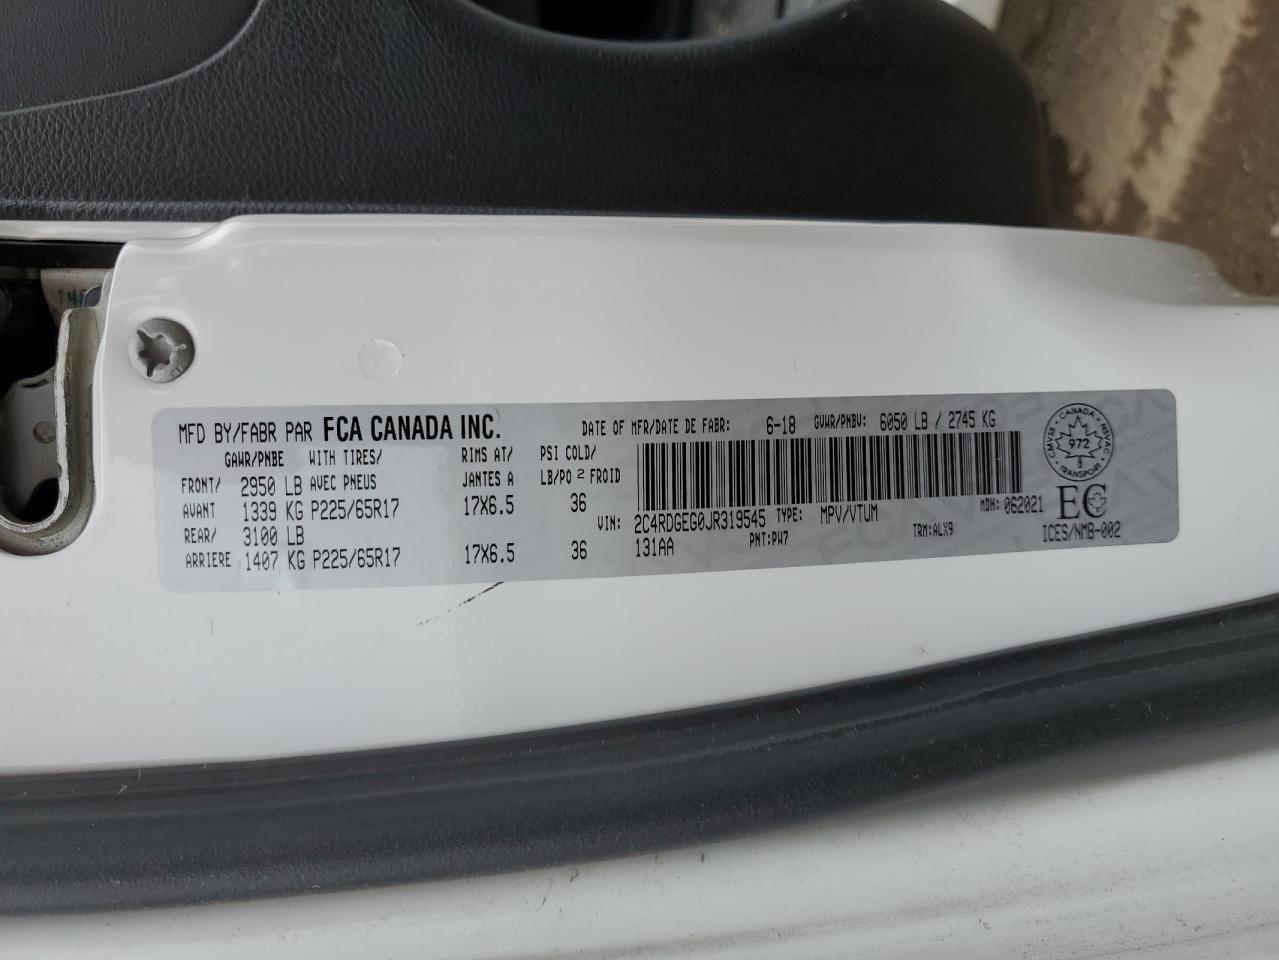 MFD BY/FABR PAR FCA CANADA INC. DATE OF MFR/DATE DE FABR: 6-18 GVWR/PNBV: 6050 LB / 2745 KG
GAWR/PNBE WITH TIRES/ RIMS AT/ PSI COLD/
FRONT/ 2950 LB AVEC PNEUS JANTES A LB/PO 2 FROID
AVANT 1339 KG P225/65R17 17X6.5 36
REAR/ 3100 LB
ARRIERE 1407 KG P225/65R17 17X6.5 36
VIN: 2C4RDGEG0JR319545 TYPE: MPV/VTUM MDH: 062021
131AA PNT:PW7 TRM:ALX9
CANADA
CMVSS NSVAC
972
TRANSPORT
EC
ICES/NMB-002